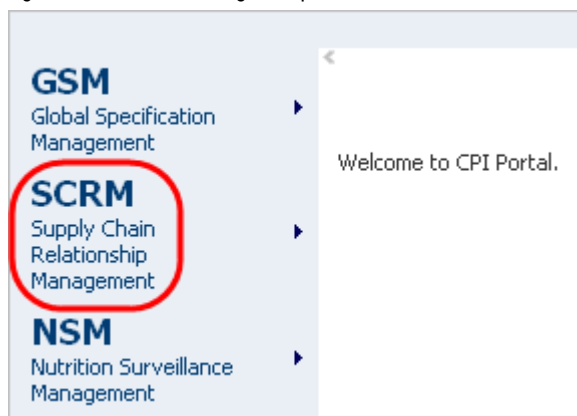 GSM
Global Specification
Management
Welcome to CPI Portal.
SCRM
Supply Chain
Relationship
Management
NSM
Nutrition Surveillance
Management